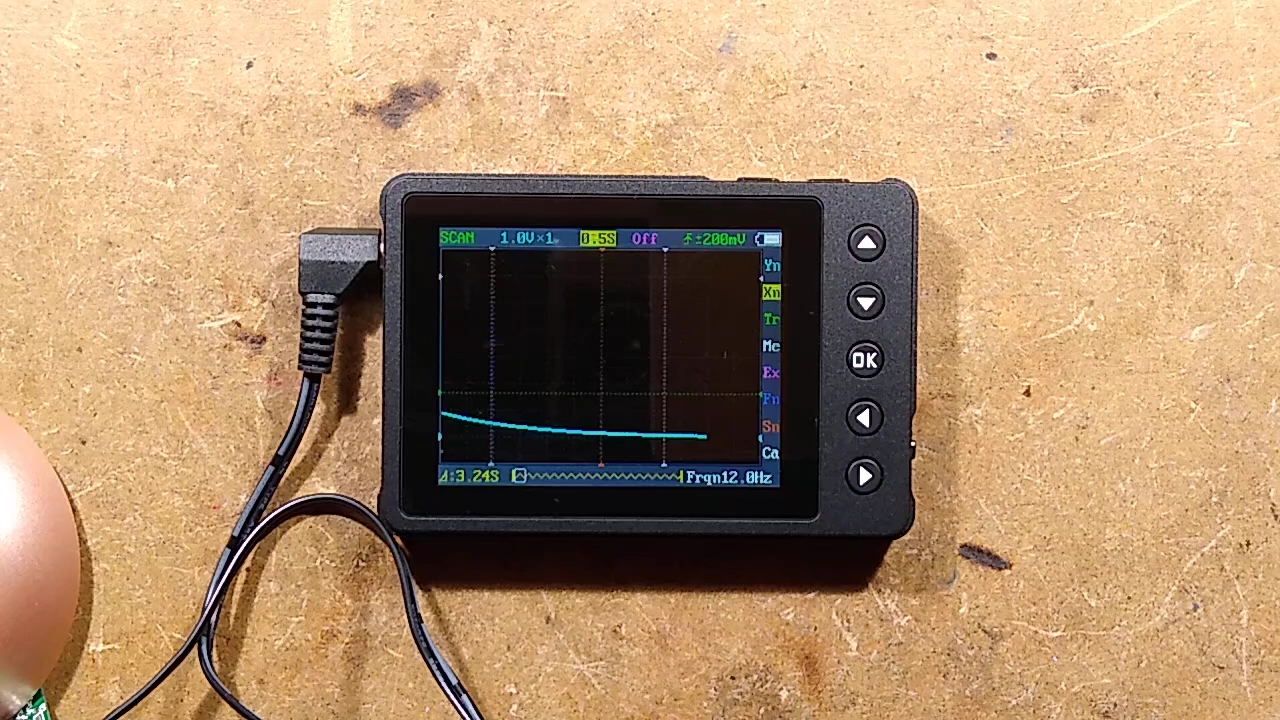 SCAN 1.0V×1 0.5S Off ±200mV
Yn
Xn
Tr
Me
Ex
Fn
Sn
Ca
OK
Δ:3.24S Frqn12.0Hz